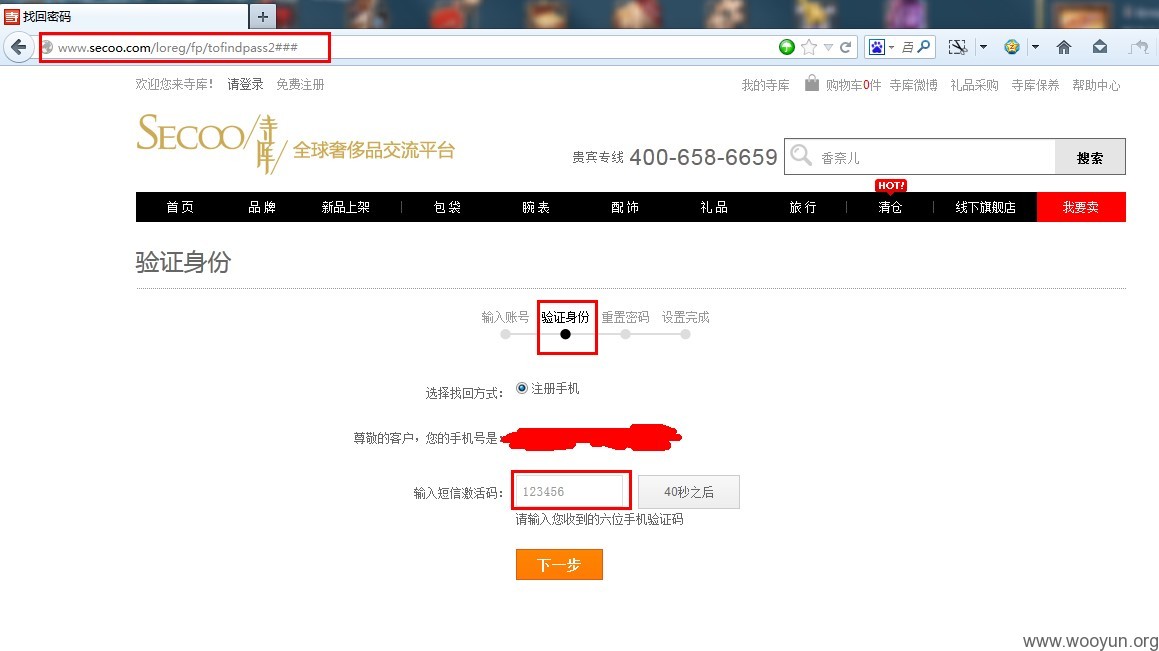 找回密码
www.secoo.com/loreg/fp/tofindpass2###
欢迎您来寺库! 请登录 免费注册
我的寺库 购物车0件 寺库微博 礼品采购 寺库保养 帮助中心
SECOO/寺库/ 全球奢侈品交流平台
贵宾专线 400-658-6659
香奈儿 搜索
HOT!
首页 品牌 新品上架 包袋 腕表 配饰 礼品 旅行 清仓 线下旗舰店 我要卖
验证身份
输入账号 验证身份 重置密码 设置完成
选择找回方式: 注册手机
尊敬的客户,您的手机号是:
输入短信激活码: 123456 40秒之后
请输入您收到的六位手机验证码
下一步
www.wooyun.org